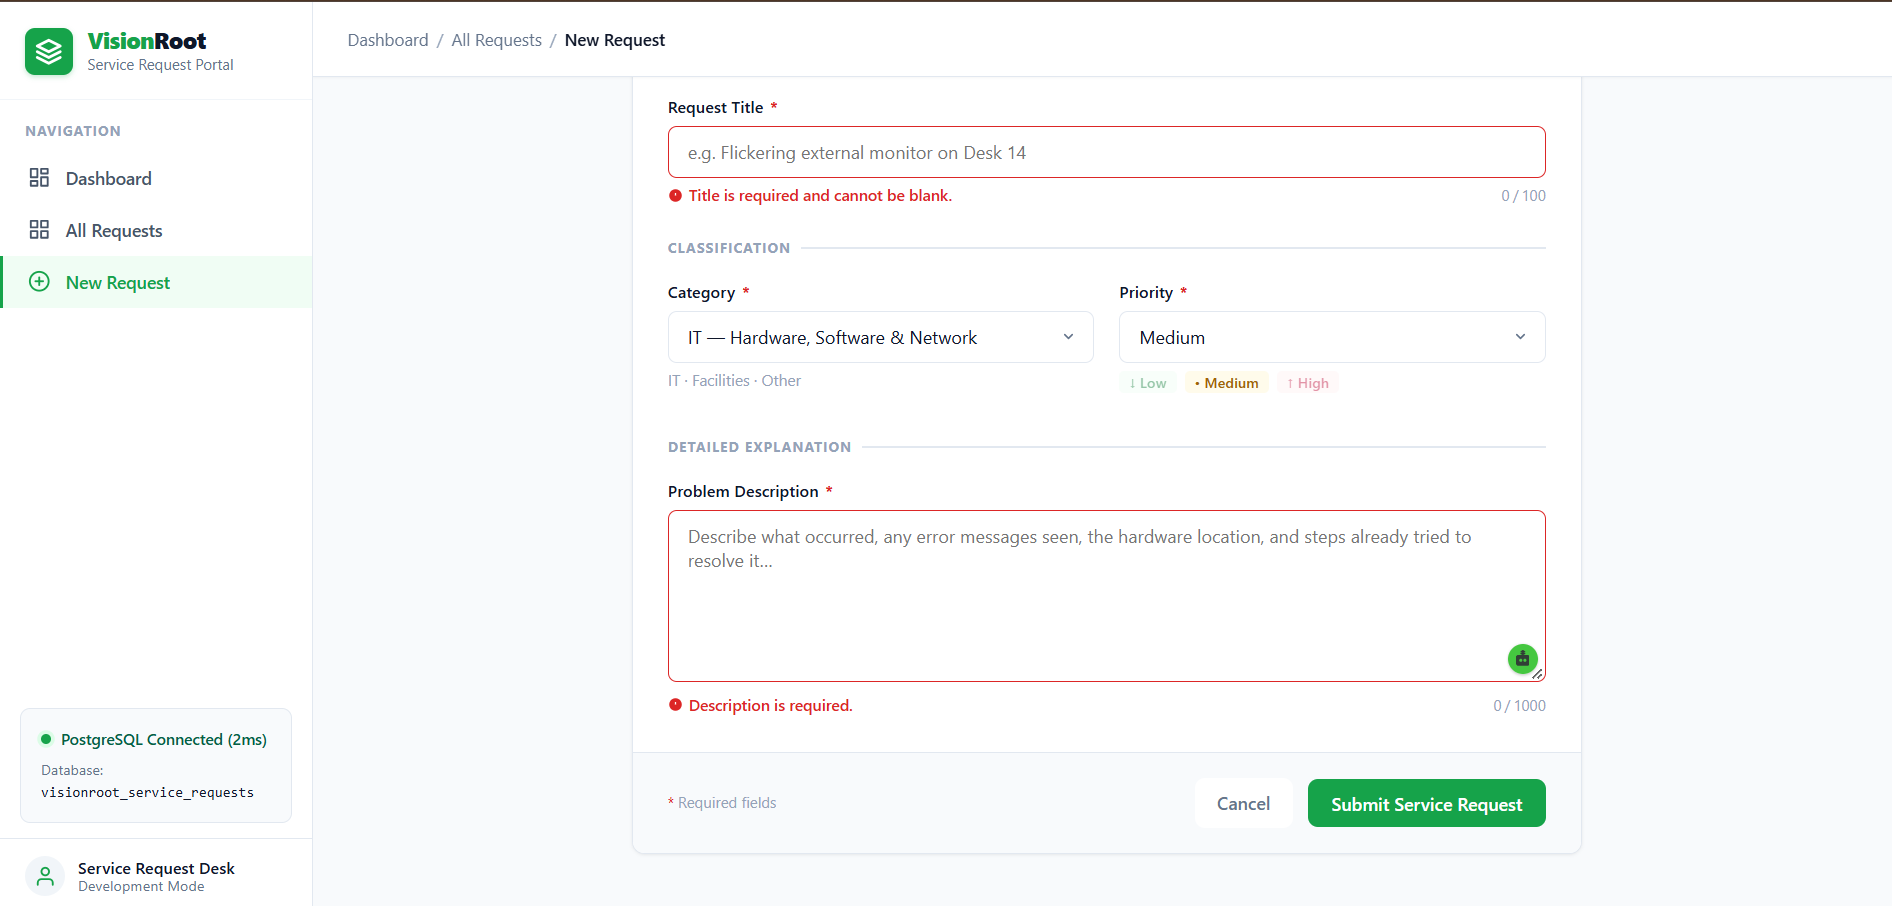 VisionRoot
Service Request Portal
NAVIGATION
Dashboard
All Requests
New Request
PostgreSQL Connected (2ms)
Database:
visionroot_service_requests
Service Request Desk
Development Mode
Dashboard / All Requests / New Request
Request Title *
e.g. Flickering external monitor on Desk 14
Title is required and cannot be blank.
0 / 100
CLASSIFICATION
Category *
Priority *
IT — Hardware, Software & Network
Medium
IT · Facilities · Other
↓ Low • Medium ↑ High
DETAILED EXPLANATION
Problem Description *
Describe what occurred, any error messages seen, the hardware location, and steps already tried to
resolve it...
Description is required.
0 / 1000
* Required fields
Cancel
Submit Service Request